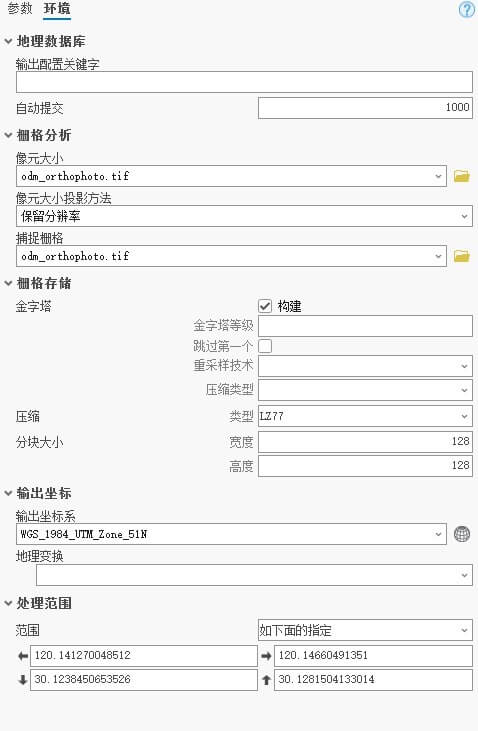 参数 环境
地理数据库
输出配置关键字
自动提交 1000
栅格分析
像元大小
odm_orthophoto.tif
像元大小投影方法
保留分辨率
捕捉栅格
odm_orthophoto.tif
栅格存储
金字塔 构建
金字塔等级
跳过第一个
重采样技术
压缩类型
压缩 类型 LZ77
分块大小 宽度 128
高度 128
输出坐标
输出坐标系
WGS_1984_UTM_Zone_51N
地理变换
处理范围
范围 如下面的指定
120.141270048512 120.14660491351
30.1238450653526 30.1281504133014